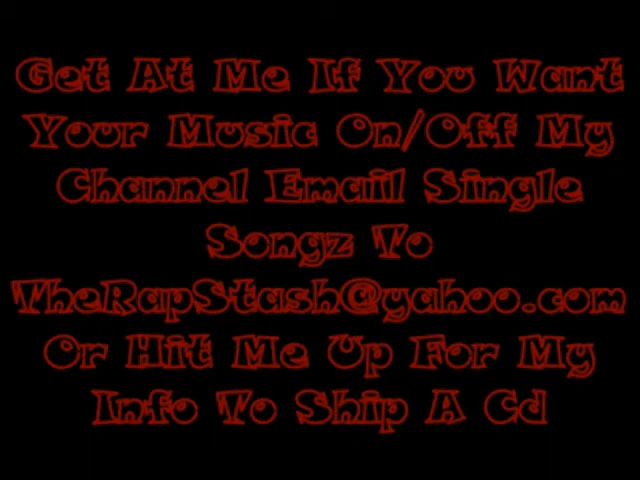 Get At Me If You Want
Your Music On/Off My
Channel Email Single
Songz To
TheRapStash@yahoo.com
Or Hit Me Up For My
Info To Ship A Cd